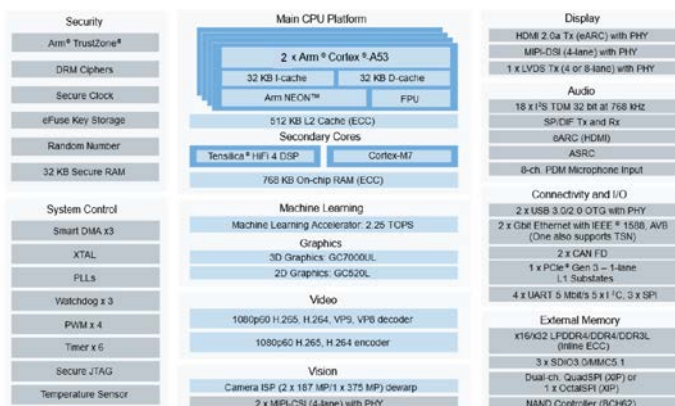 Security
Arm® TrustZone®
DRM Ciphers
Secure Clock
eFuse Key Storage
Random Number
32 KB Secure RAM
System Control
Smart DMA x3
XTAL
PLLs
Watchdog x 3
PWM x 4
Timer x 6
Secure JTAG
Temperature Sensor
Main CPU Platform
2 x Arm® Cortex®-A53
32 KB I-cache
32 KB D-cache
Arm NEON™
FPU
512 KB L2 Cache (ECC)
Secondary Cores
Tensilica® HiFi 4 DSP
Cortex-M7
768 KB On-chip RAM (ECC)
Machine Learning
Machine Learning Accelerator: 2.25 TOPS
Graphics
3D Graphics: GC7000UL
2D Graphics: GC520L
Video
1080p60 H.265, H.264, VP9, VP8 decoder
1080p60 H.265, H.264 encoder
Vision
Camera ISP (2 x 187 MP/1 x 375 MP) dewarp
2 x MIPI-CSI (4-lane) with PHY
Display
HDMI 2.0a Tx (eARC) with PHY
MIPI-DSI (4-lane) with PHY
1 x LVDS Tx (4 or 8-lane) with PHY
Audio
18 x I²S TDM 32 bit at 768 kHz
SP/DIF Tx and Rx
eARC (HDMI)
ASRC
8-ch. PDM Microphone Input
Connectivity and I/O
2 x USB 3.0/2.0 OTG with PHY
2 x Gbit Ethernet with IEEE® 1588, AVB
(One also supports TSN)
2 x CAN FD
1 x PCIe® Gen 3 – 1-lane
L1 Substates
4 x UART 5 Mbit/s 5 x I²C, 3 x SPI
External Memory
x16/x32 LPDDR4/DDR4/DDR3L
(Inline ECC)
3 x SDIO3.0/MMC5.1
Dual-ch. QuadSPI (XIP) or
1 x OctalSPI (XIP)
NAND Controller (BCH62)